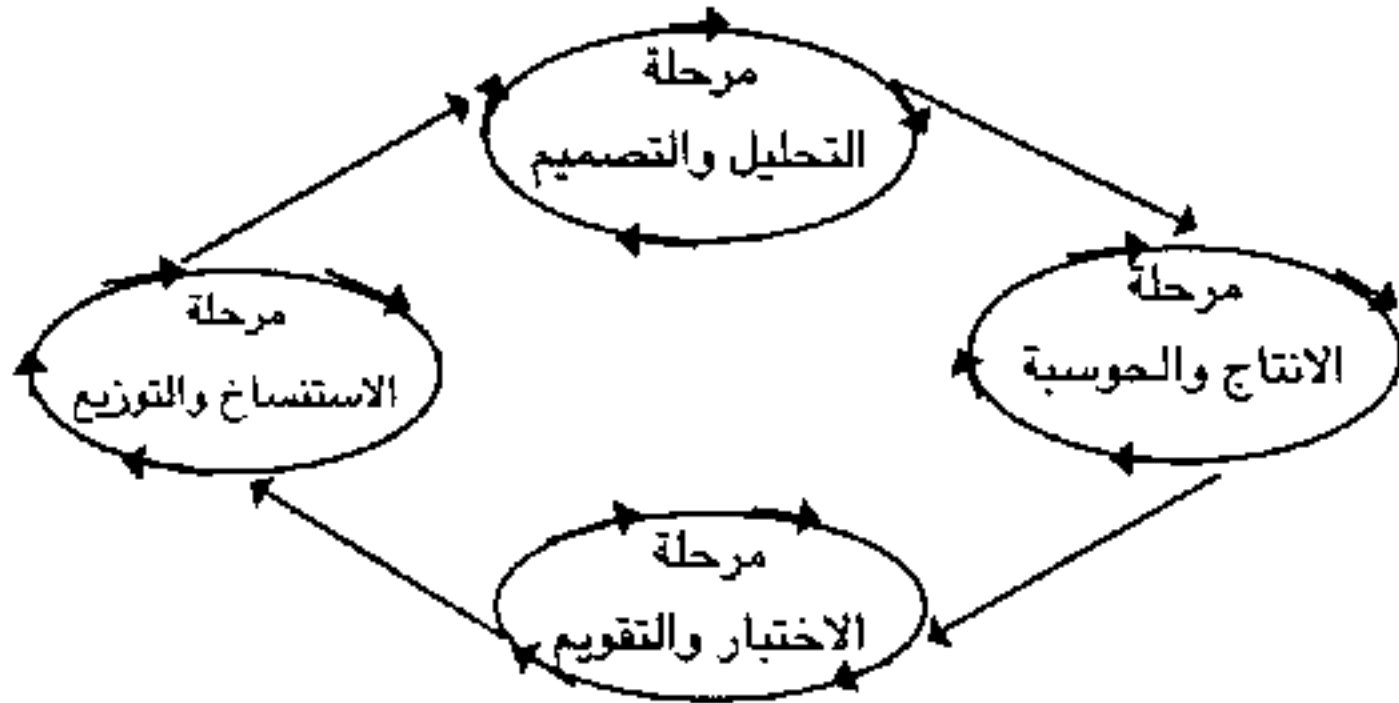 مرحلة
التحليل والتصميم
مرحلة
الانتاج والحوسبة
مرحلة
الاختبار والتقويم
مرحلة
الاستنساخ والتوزيع